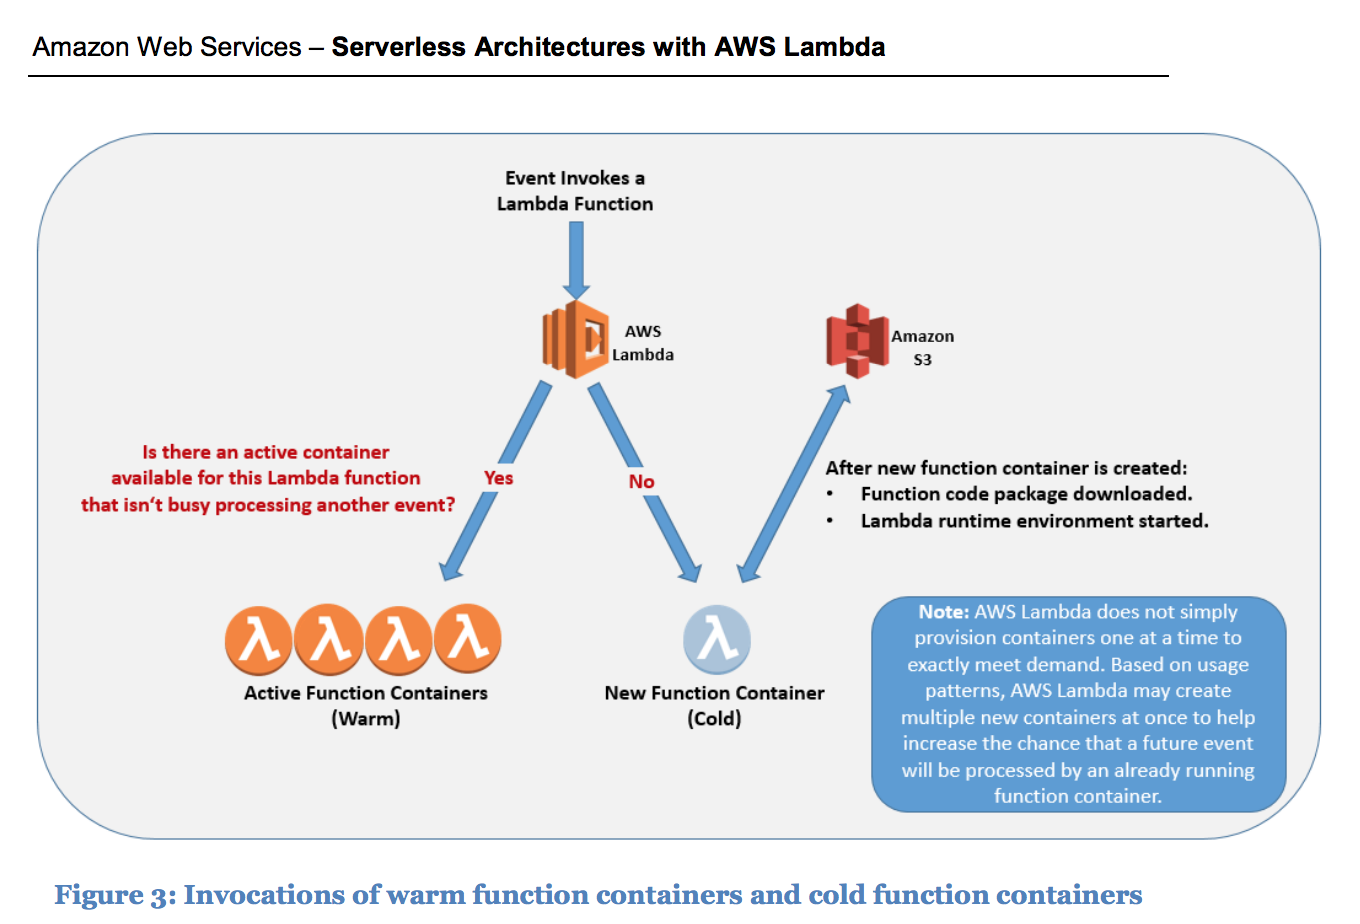 Amazon Web Services – Serverless Architectures with AWS Lambda
Event Invokes a
Lambda Function
AWS
Lambda
Amazon
S3
Is there an active container
available for this Lambda function
that isn’t busy processing another event?
Yes
No
After new function container is created:
• Function code package downloaded.
• Lambda runtime environment started.
Active Function Containers
(Warm)
New Function Container
(Cold)
Note: AWS Lambda does not simply
provision containers one at a time to
exactly meet demand. Based on usage
patterns, AWS Lambda may create
multiple new containers at once to help
increase the chance that a future event
will be processed by an already running
function container.
Figure 3: Invocations of warm function containers and cold function containers